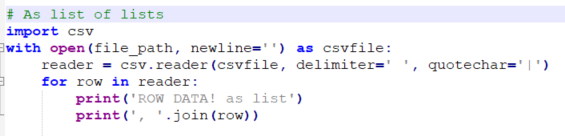 # As list of lists
import csv
with open(file_path, newline='') as csvfile:
    reader = csv.reader(csvfile, delimiter=' ', quotechar='|')
    for row in reader:
        print('ROW DATA! as list')
        print(', '.join(row))